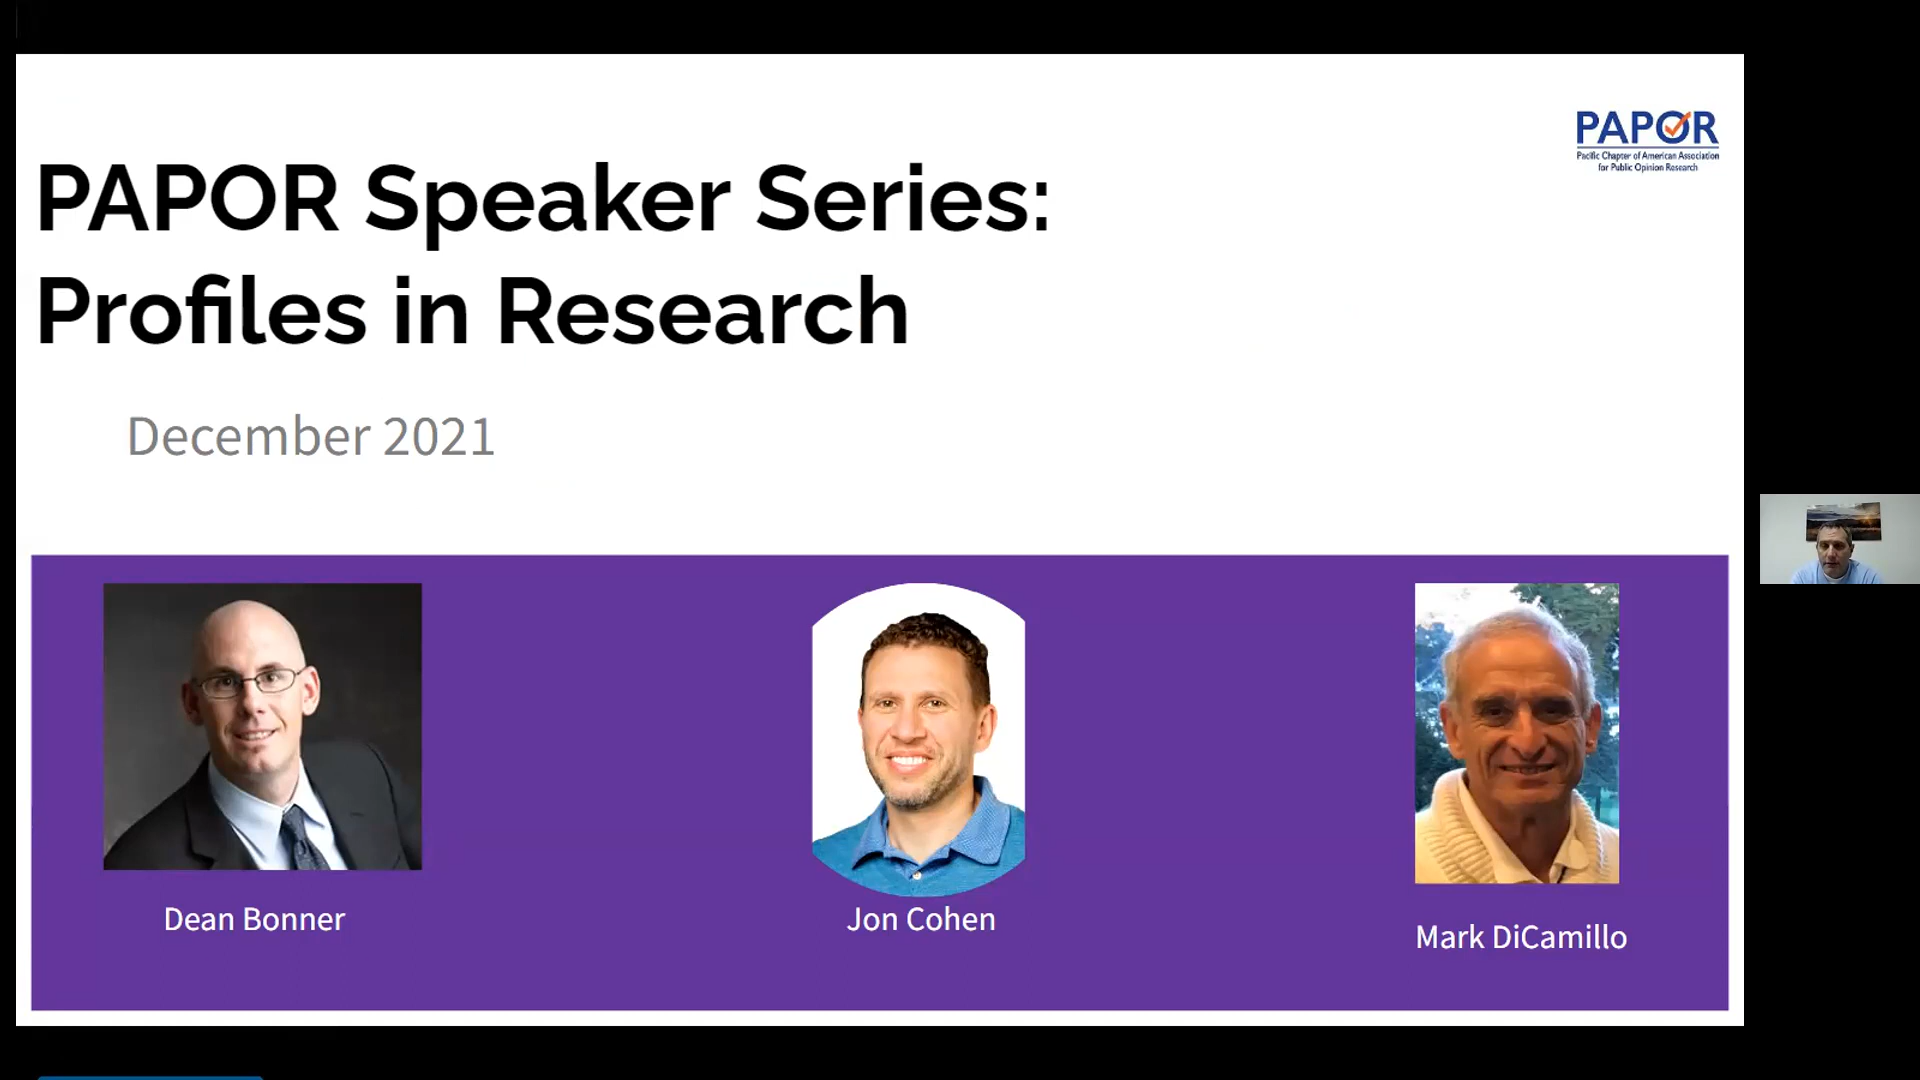 PAPOR
Pacific Chapter of American Association
for Public Opinion Research
PAPOR Speaker Series:
Profiles in Research
December 2021
Dean Bonner
Jon Cohen
Mark DiCamillo